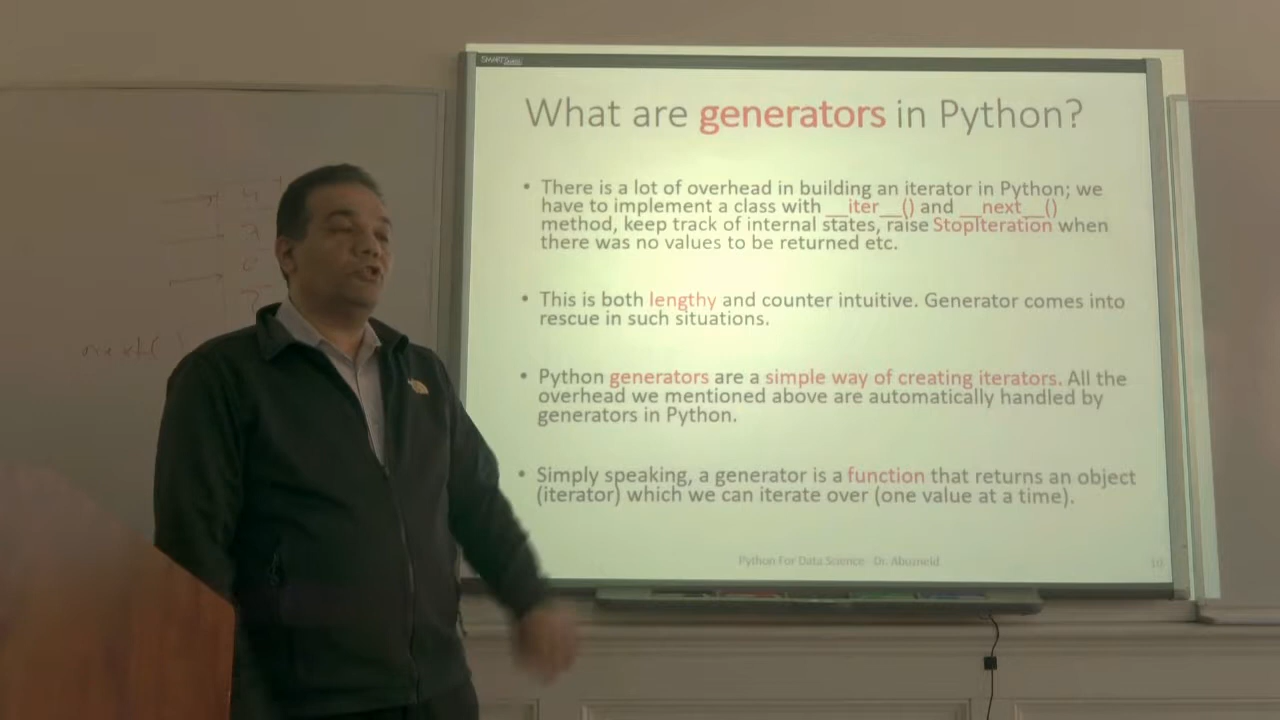 SMART
What are generators in Python?
• There is a lot of overhead in building an iterator in Python; we
have to implement a class with __iter__() and __next__()
method, keep track of internal states, raise StopIteration when
there was no values to be returned etc.
• This is both lengthy and counter intuitive. Generator comes into
rescue in such situations.
• Python generators are a simple way of creating iterators. All the
overhead we mentioned above are automatically handled by
generators in Python.
• Simply speaking, a generator is a function that returns an object
(iterator) which we can iterate over (one value at a time).
Python For Data Science Dr. Abuzneid
10